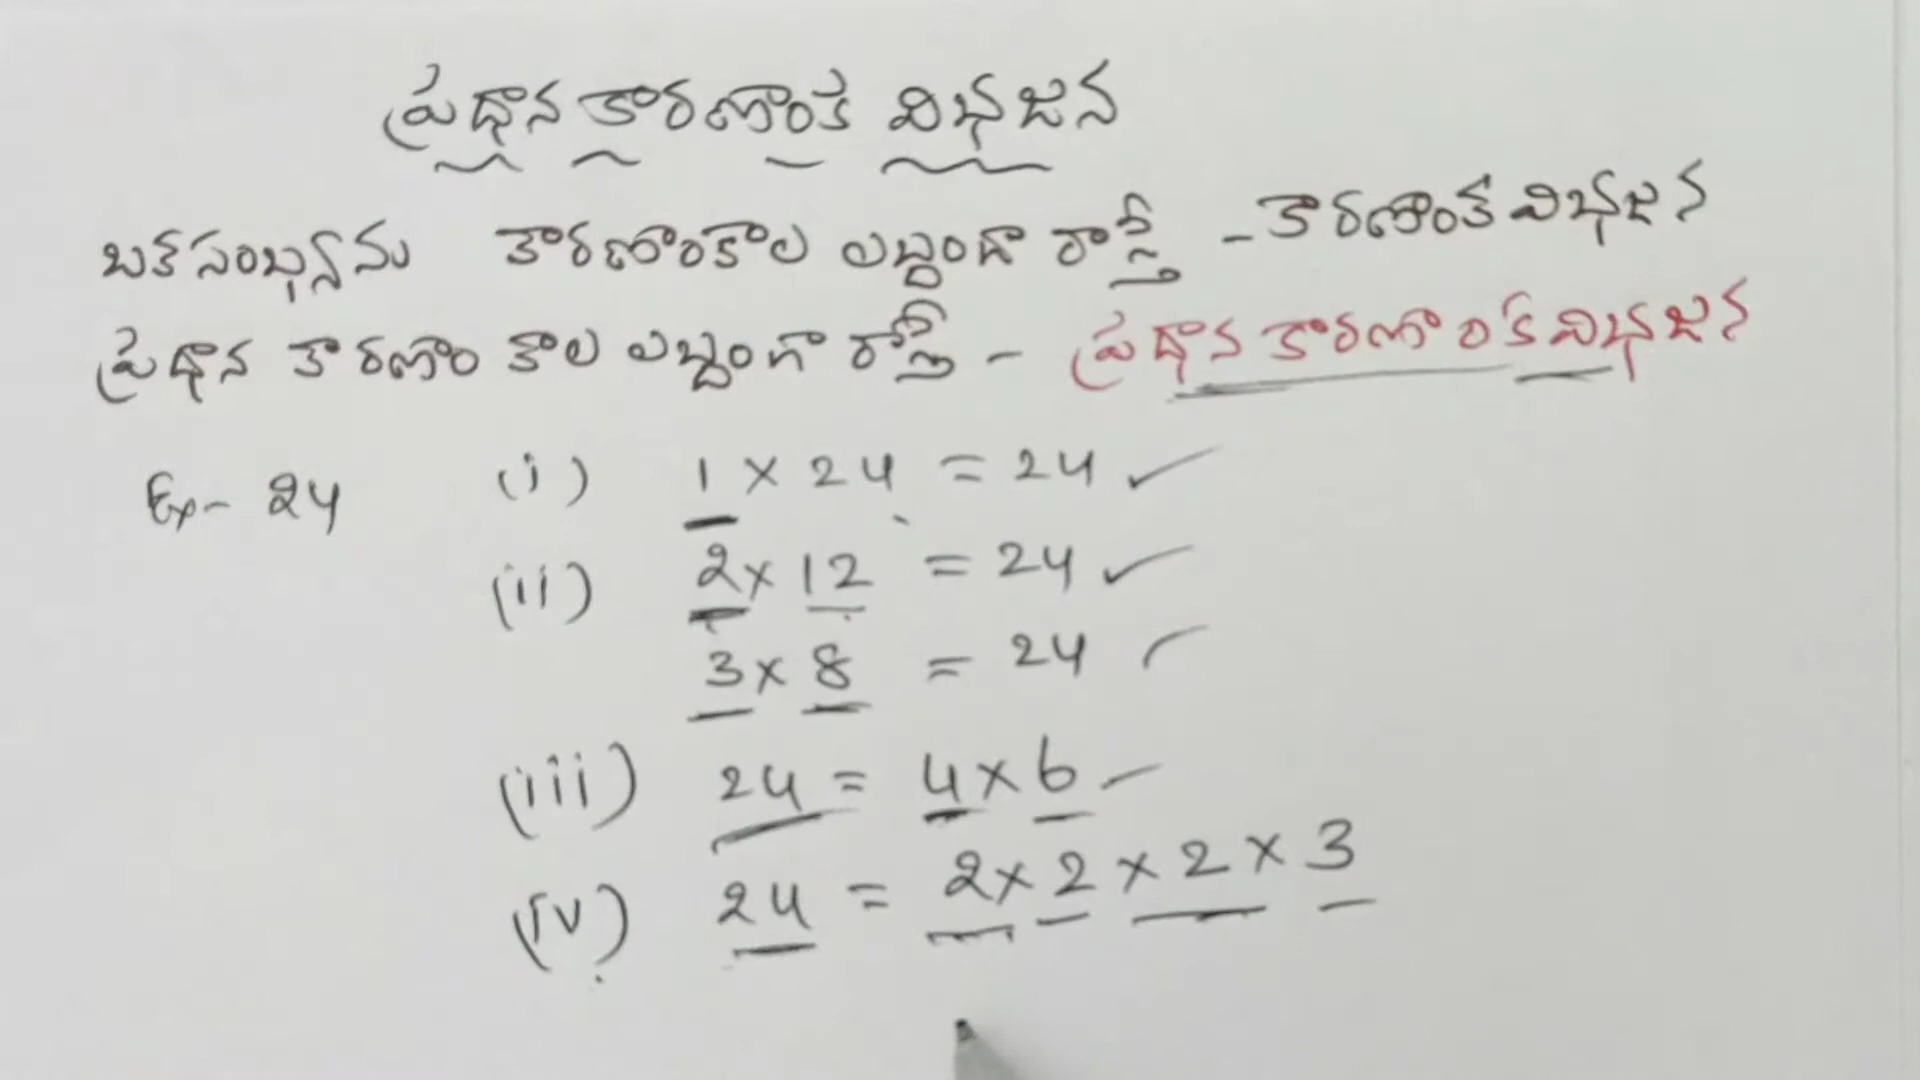 ప్రధాన కారణాంక విభజన
ఒక సంఖ్యను కారణాంకాల లబ్దంగా రాస్తే - కారణాంక విభజన
ప్రధాన కారణాంకాల లబ్దంగా రాస్తే - ప్రధాన కారణాంక విభజన
Ex- 24 (i) 1 × 24 = 24 ✓
(ii) 2 × 12 = 24 ✓
3 × 8 = 24
(iii) 24 = 4 × 6
(iv) 24 = 2 × 2 × 2 × 3